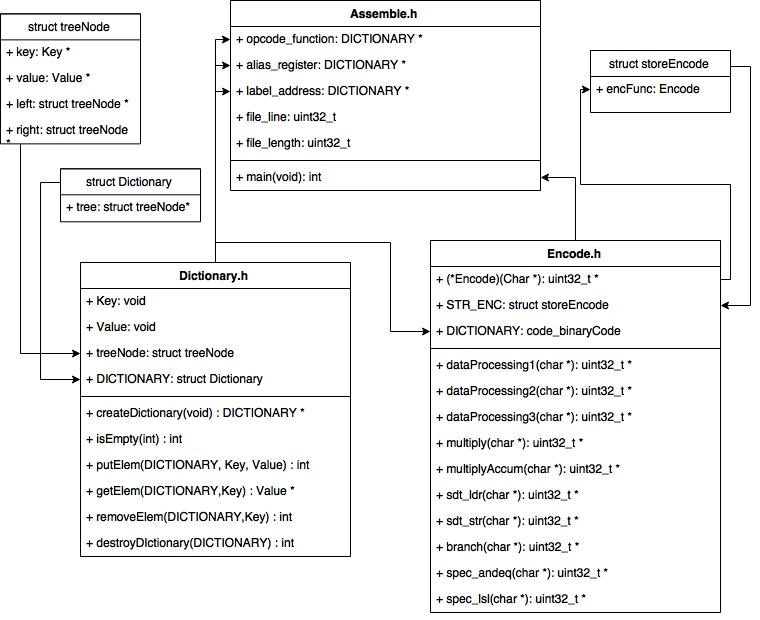 struct treeNode
+ key: Key *
+ value: Value *
+ left: struct treeNode *
+ right: struct treeNode
*
struct Dictionary
+ tree: struct treeNode*
Assemble.h
+ opcode_function: DICTIONARY *
+ alias_register: DICTIONARY *
+ label_address: DICTIONARY *
+ file_line: uint32_t
+ file_length: uint32_t
+ main(void): int
struct storeEncode
+ encFunc: Encode
Dictionary.h
+ Key: void
+ Value: void
+ treeNode: struct treeNode
+ DICTIONARY: struct Dictionary
+ createDictionary(void) : DICTIONARY *
+ isEmpty(int) : int
+ putElem(DICTIONARY, Key, Value) : int
+ getElem(DICTIONARY,Key) : Value *
+ removeElem(DICTIONARY,Key) : int
+ destroyDIctionary(DICTIONARY) : int
Encode.h
+ (*Encode)(Char *): uint32_t *
+ STR_ENC: struct storeEncode
+ DICTIONARY: code_binaryCode
+ dataProcessing1(char *): uint32_t *
+ dataProcessing2(char *): uint32_t *
+ dataProcessing3(char *): uint32_t *
+ multiply(char *): uint32_t *
+ multiplyAccum(char *): uint32_t *
+ sdt_ldr(char *): uint32_t *
+ sdt_str(char *): uint32_t *
+ branch(char *): uint32_t *
+ spec_andeq(char *): uint32_t *
+ spec_lsl(char *): uint32_t *